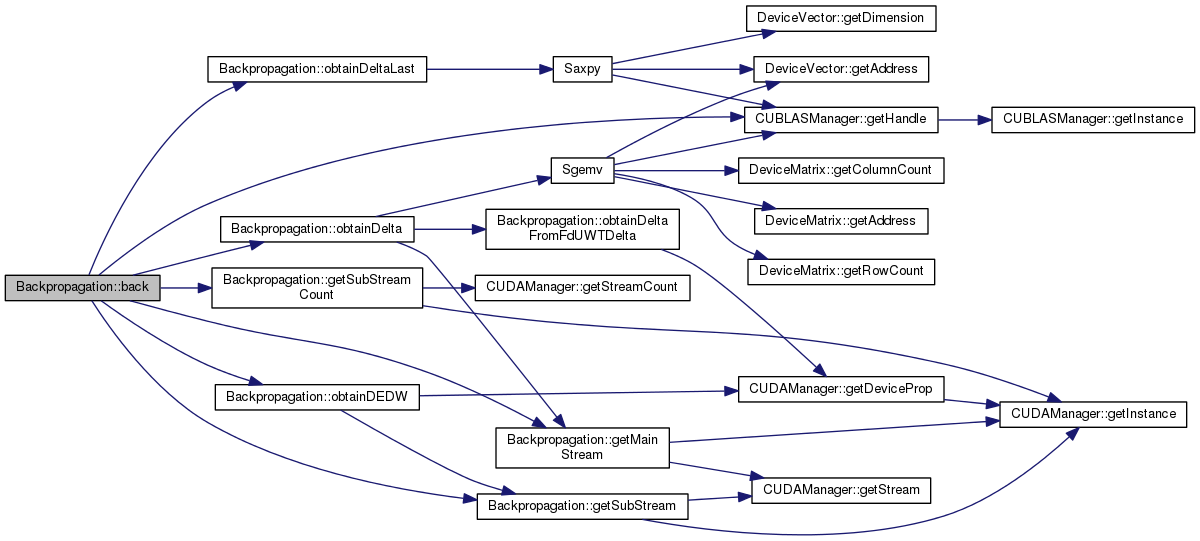 DeviceVector::getDimension
Backpropagation::obtainDeltaLast
Saxpy
DeviceVector::getAddress
CUBLASManager::getHandle
CUBLASManager::getInstance
Sgemv
DeviceMatrix::getColumnCount
DeviceMatrix::getAddress
Backpropagation::obtainDelta
Backpropagation::obtainDelta
FromFdUWTDelta
DeviceMatrix::getRowCount
Backpropagation::back
Backpropagation::getSubStream
Count
CUDAManager::getStreamCount
Backpropagation::obtainDEDW
CUDAManager::getDeviceProp
CUDAManager::getInstance
Backpropagation::getMain
Stream
CUDAManager::getStream
Backpropagation::getSubStream